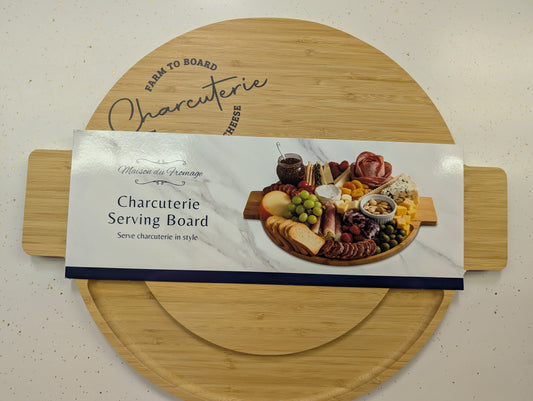 FARM TO BOARD
Charcuterie
CHEESE
Maison du Fromage
Charcuterie
Serving Board
Serve charcuterie in style